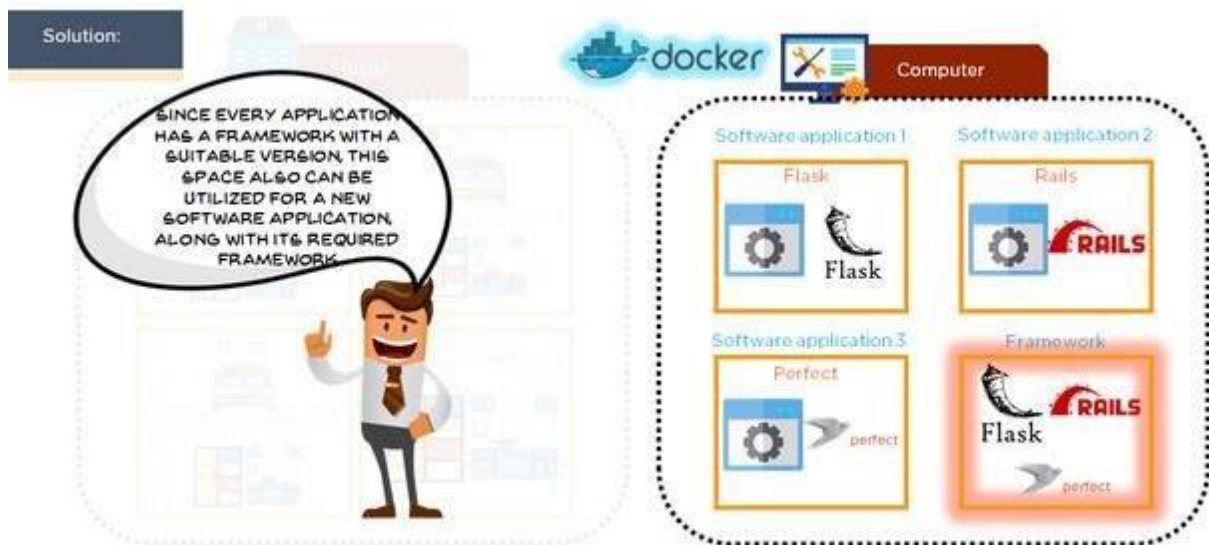 Solution:
docker
Computer
SINCE EVERY APPLICATION
HAS A FRAMEWORK WITH A
SUITABLE VERSION, THIS
SPACE ALSO CAN BE
UTILIZED FOR A NEW
SOFTWARE APPLICATION,
ALONG WITH ITS REQUIRED
FRAMEWORK
Software application 1
Software application 2
Flask
Flask
Rails
RAILS
Software application 3
Framework
Perfect
perfect
Flask
RAILS
perfect